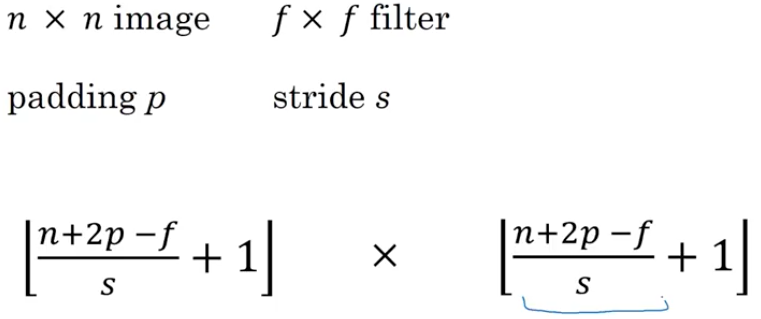 n × n image f × f filter
padding p stride s
⌊(n+2p −f)/s + 1⌋ × ⌊(n+2p −f)/s + 1⌋